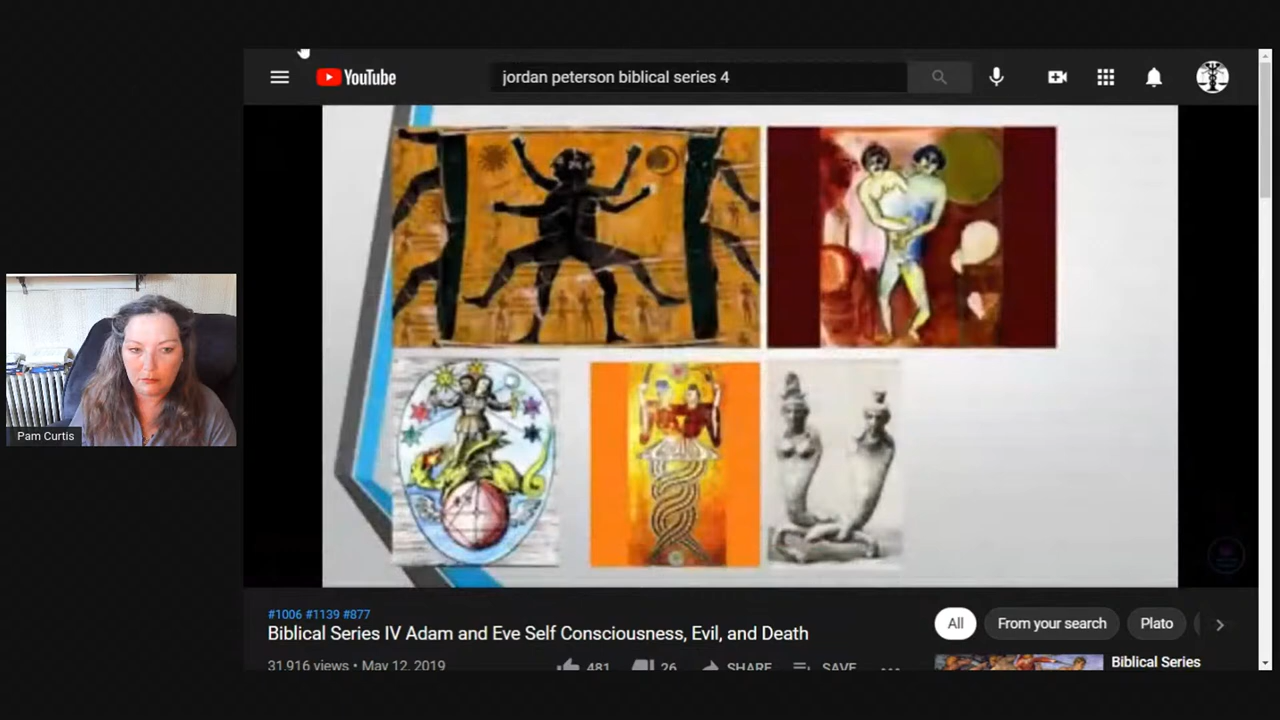 YouTube
jordan peterson biblical series 4
Pam Curtis
#1006 #1139 #877
Biblical Series IV Adam and Eve Self Consciousness, Evil, and Death
31,916 views • May 12, 2019
481
26
SHARE
SAVE
All
From your search
Plato
Biblical Series